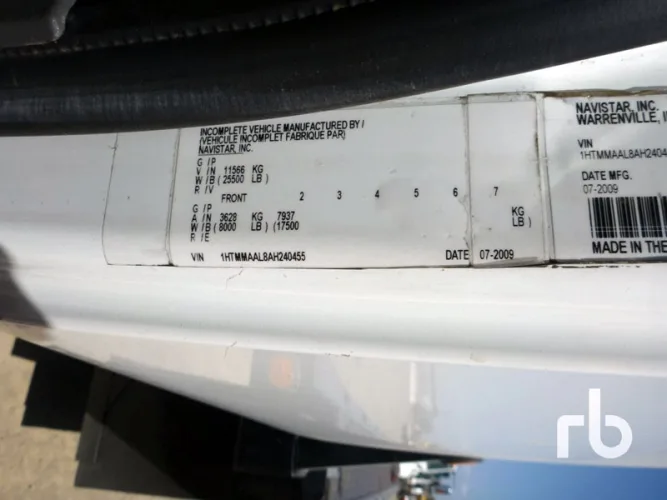 INCOMPLETE VEHICLE MANUFACTURED BY /
(VEHICULE INCOMPLET FABRIQUE PAR)
NAVISTAR, INC.
G / P
V / N 11566 KG
W / B ( 25500 LB )
R / V
FRONT 2 3 4 5 6 7
G / P
A / N 3628 KG 7937 KG
W / B ( 8000 LB ) (17500 LB )
R / E
VIN 1HTMMAAL8AH240455 DATE 07-2009
NAVISTAR, INC.
WARRENVILLE,
VIN
1HTMMAAL8AH2404
DATE MFG.
07-2009
MADE IN THE
rb